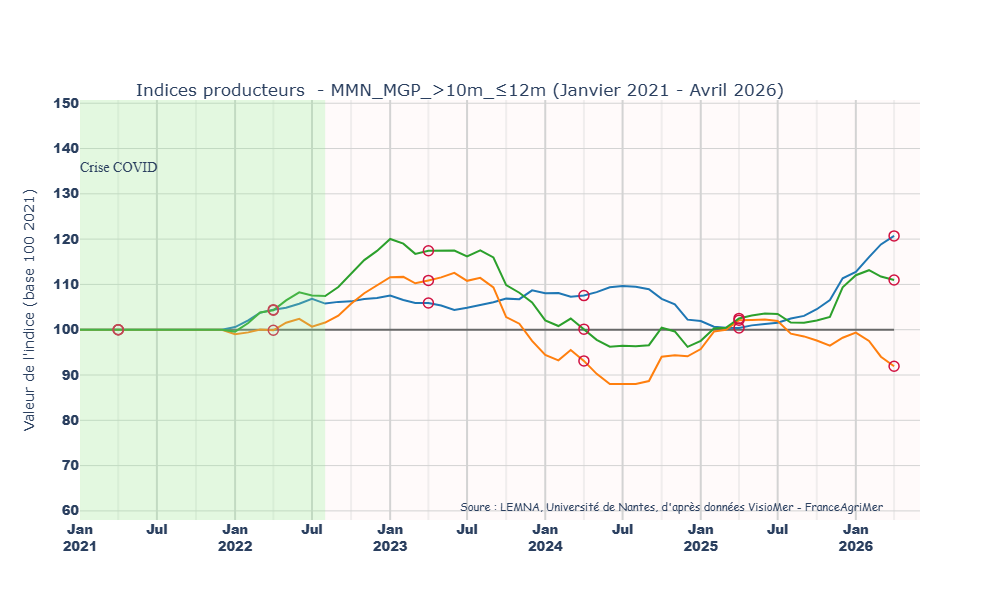 Indices producteurs  - MMN_MGP_>10m_≤12m (Janvier 2021 - Avril 2026)
Valeur de l'indice (base 100 2021)
150
140
130
120
110
100
90
80
70
60
Crise COVID
Soure : LEMNA, Université de Nantes, d'après données VisioMer - FranceAgriMer
Jan Jul Jan Jul Jan Jul Jan Jul Jan Jul Jan
2021 2022 2023 2024 2025 2026